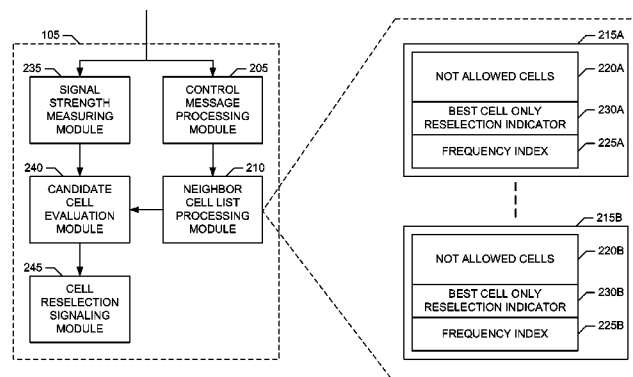 105
235
SIGNAL
STRENGTH
MEASURING
MODULE
205
CONTROL
MESSAGE
PROCESSING
MODULE
240
CANDIDATE
CELL
EVALUATION
MODULE
210
NEIGHBOR
CELL LIST
PROCESSING
MODULE
245
CELL
RESELECTION
SIGNALING
MODULE
215A
NOT ALLOWED CELLS
220A
BEST CELL ONLY
RESELECTION INDICATOR
230A
FREQUENCY INDEX
225A
215B
NOT ALLOWED CELLS
220B
BEST CELL ONLY
RESELECTION INDICATOR
230B
FREQUENCY INDEX
225B